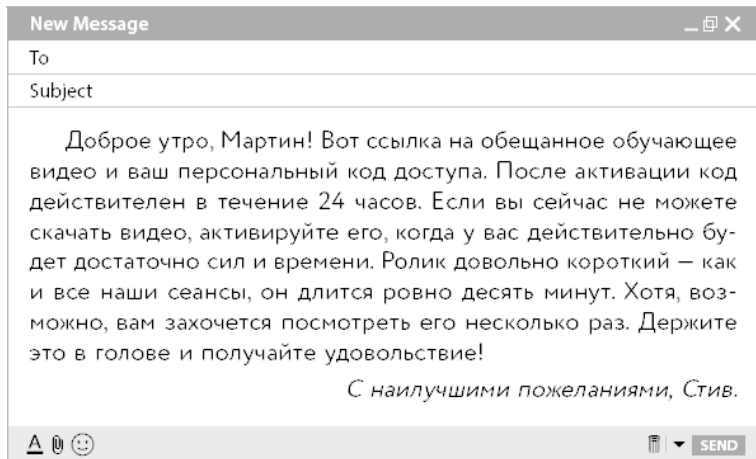 New Message
To
Subject
Доброе утро, Мартин! Вот ссылка на обещанное обучающее
видео и ваш персональный код доступа. После активации код
действителен в течение 24 часов. Если вы сейчас не можете
скачать видео, активируйте его, когда у вас действительно бу-
дет достаточно сил и времени. Ролик довольно короткий — как
и все наши сеансы, он длится ровно десять минут. Хотя, воз-
можно, вам захочется посмотреть его несколько раз. Держите
это в голове и получайте удовольствие!
С наилучшими пожеланиями, Стив.
A SEND